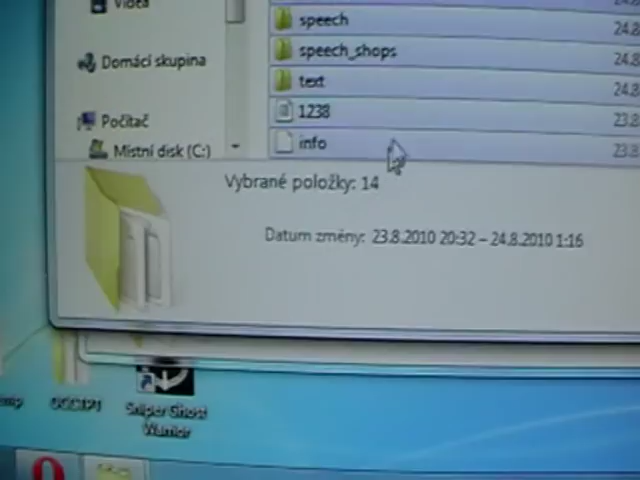 Videa
speech
24.8
speech_shops
24.8
Domácí skupina
text
24.8
Počítač
1238
23.8
Místní disk (C:)
info
23.8
Vybrané položky: 14
Datum změny: 23.8.2010 20:32 – 24.8.2010 1:16
Sniper Ghost
Warrior